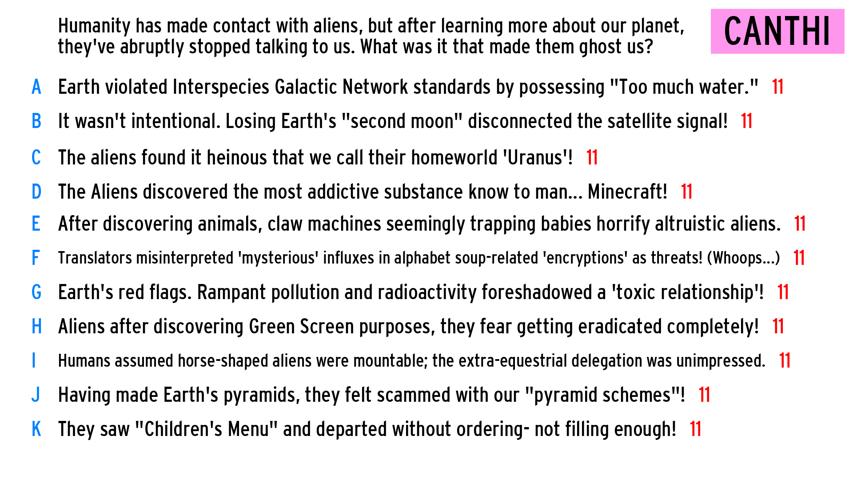 Humanity has made contact with aliens, but after learning more about our planet,
they've abruptly stopped talking to us. What was it that made them ghost us?
CANTHI
A Earth violated Interspecies Galactic Network standards by possessing "Too much water." 11
B It wasn't intentional. Losing Earth's "second moon" disconnected the satellite signal! 11
C The aliens found it heinous that we call their homeworld 'Uranus'! 11
D The Aliens discovered the most addictive substance know to man... Minecraft! 11
E After discovering animals, claw machines seemingly trapping babies horrify altruistic aliens. 11
F Translators misinterpreted 'mysterious' influxes in alphabet soup-related 'encryptions' as threats! (Whoops...) 11
G Earth's red flags. Rampant pollution and radioactivity foreshadowed a 'toxic relationship'! 11
H Aliens after discovering Green Screen purposes, they fear getting eradicated completely! 11
I Humans assumed horse-shaped aliens were mountable; the extra-equestrial delegation was unimpressed. 11
J Having made Earth's pyramids, they felt scammed with our "pyramid schemes"! 11
K They saw "Children's Menu" and departed without ordering- not filling enough! 11